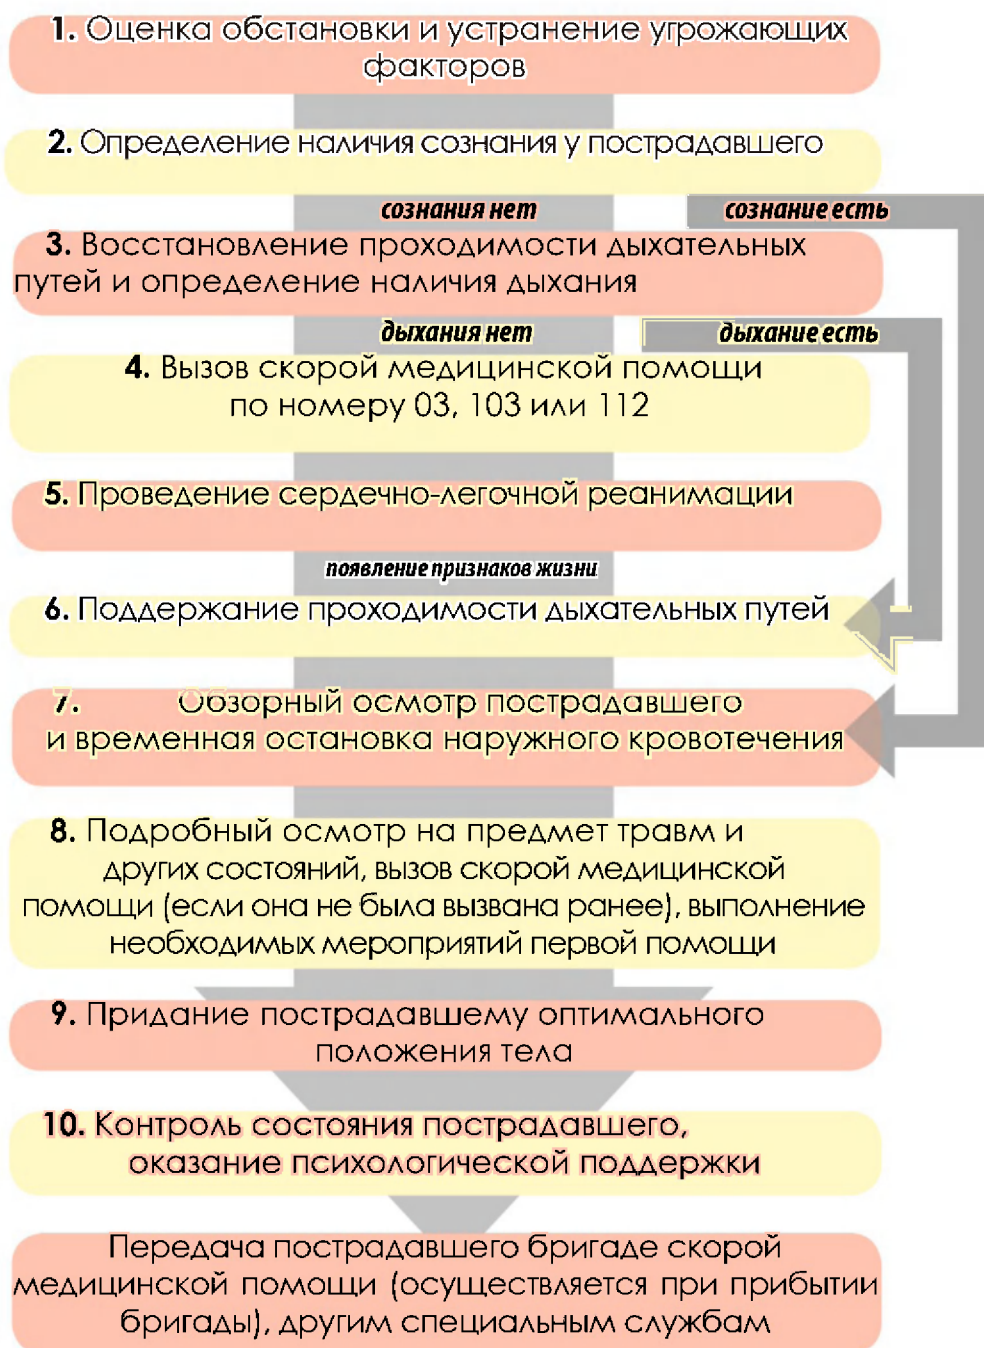 1. Оценка обстановки и устранение угрожающих
факторов
2. Определение наличия сознания у пострадавшего
сознания нет
сознание есть
3. Восстановление проходимости дыхательных
путей и определение наличия дыхания
дыхания нет
дыхание есть
4. Вызов скорой медицинской помощи
по номеру 03, 103 или 112
5. Проведение сердечно-легочной реанимации
появление признаков жизни
6. Поддержание проходимости дыхательных путей
7. Обзорный осмотр пострадавшего
и временная остановка наружного кровотечения
8. Подробный осмотр на предмет травм и
других состояний, вызов скорой медицинской
помощи (если она не была вызвана ранее), выполнение
необходимых мероприятий первой помощи
9. Придание пострадавшему оптимального
положения тела
10. Контроль состояния пострадавшего,
оказание психологической поддержки
Передача пострадавшего бригаде скорой
медицинской помощи (осуществляется при прибытии
бригады), другим специальным службам